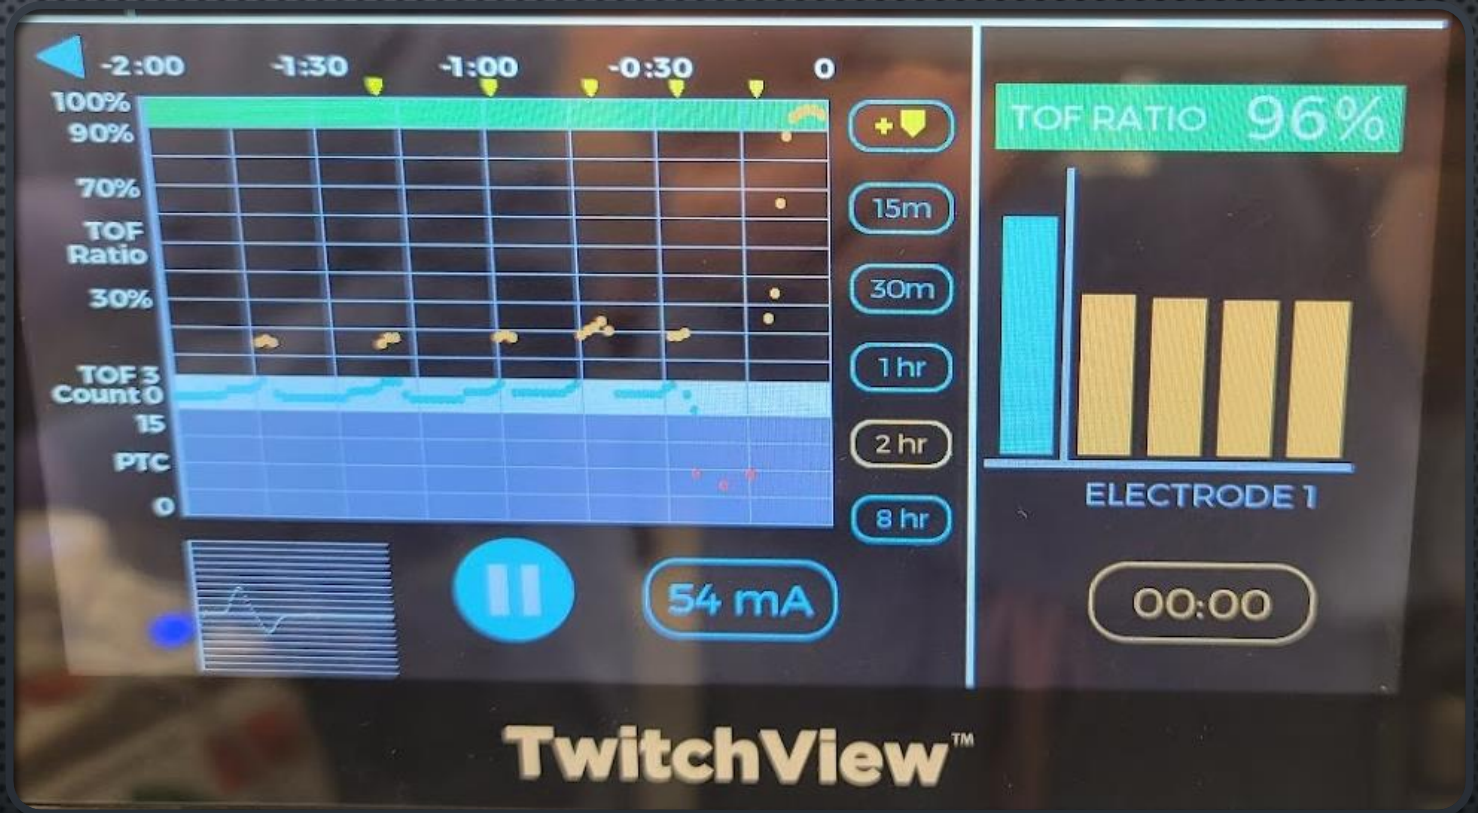 -2:00 -1:30 -1:00 -0:30 0
100%
90%
70%
TOF
Ratio
30%
TOF 3
Count 0
15
PTC
0
+
15m
30m
1 hr
2 hr
8 hr
54 mA
TOF RATIO 96%
ELECTRODE 1
00:00
TwitchView™